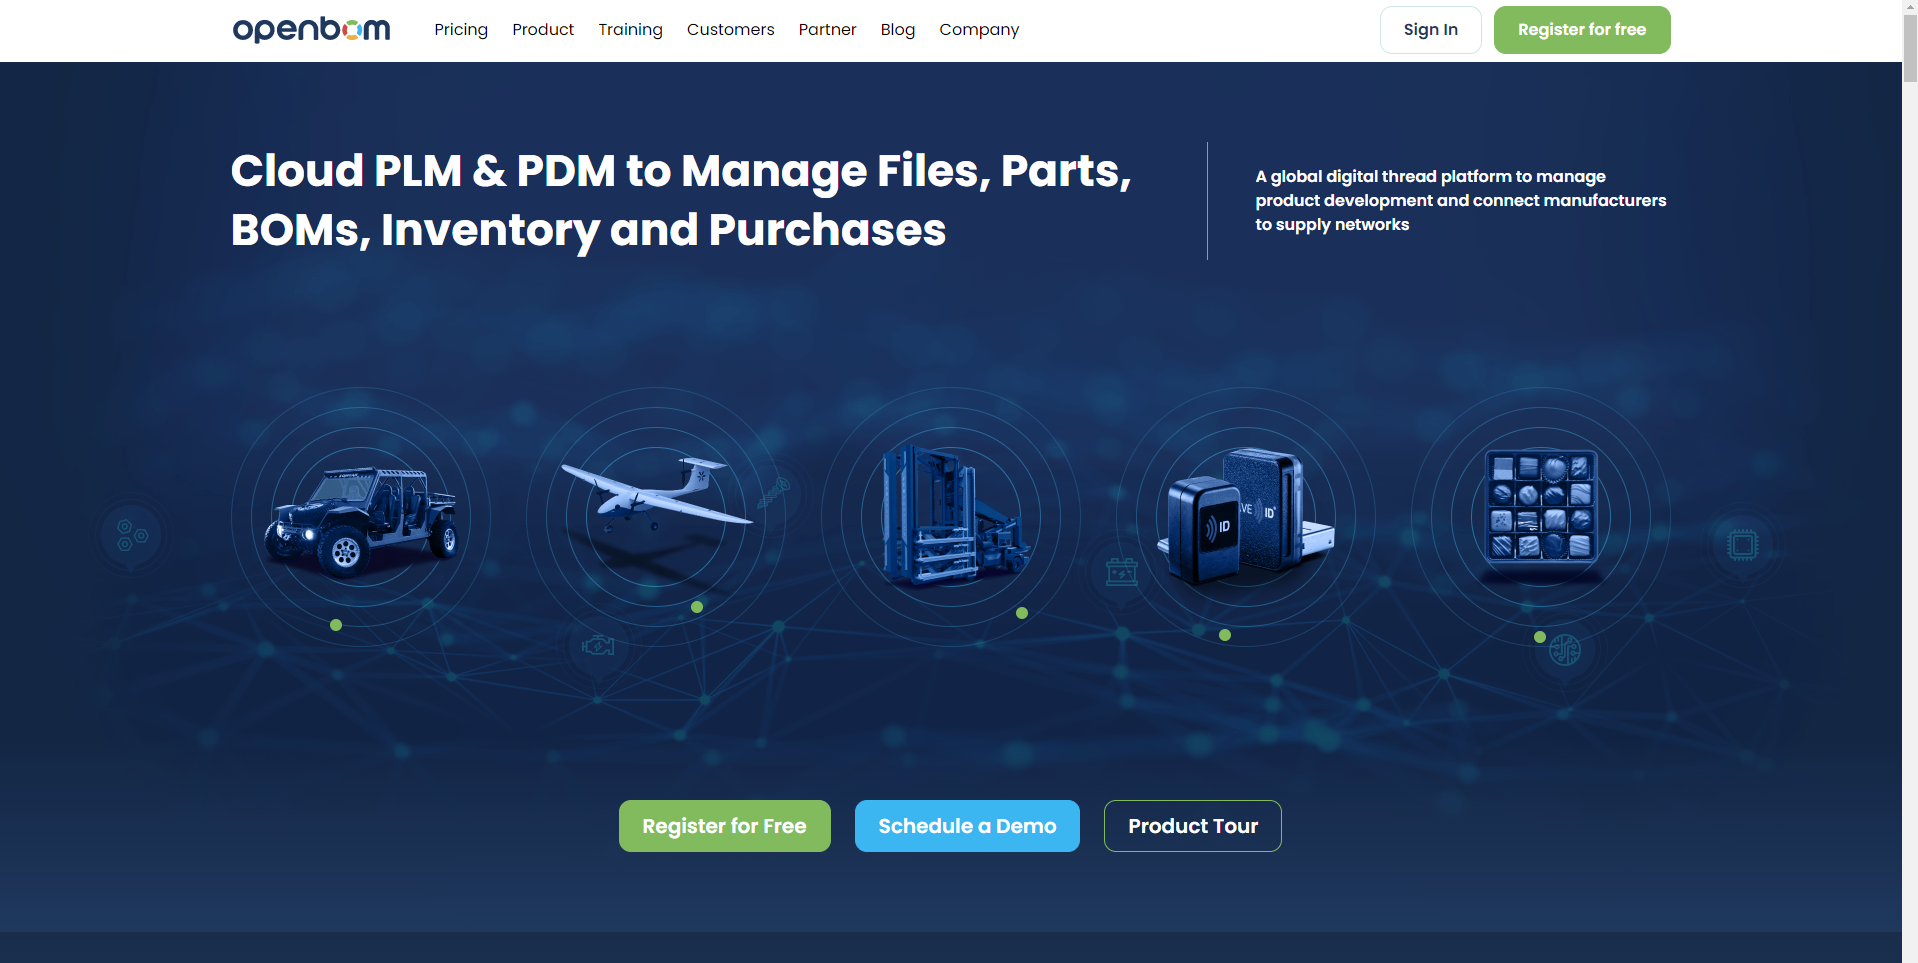 openbom
Pricing Product Training Customers Partner Blog Company
Sign In
Register for free
Cloud PLM & PDM to Manage Files, Parts,
BOMs, Inventory and Purchases
A global digital thread platform to manage
product development and connect manufacturers
to supply networks
ID
VE ID
Register for Free
Schedule a Demo
Product Tour